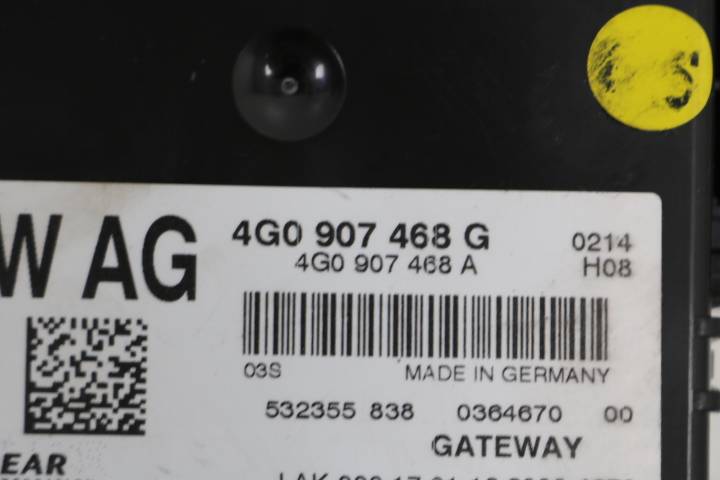 W AG
4G0 907 468 G 0214
4G0 907 468 A H08
03S MADE IN GERMANY
532355 838 0364670 00
GATEWAY
EAR